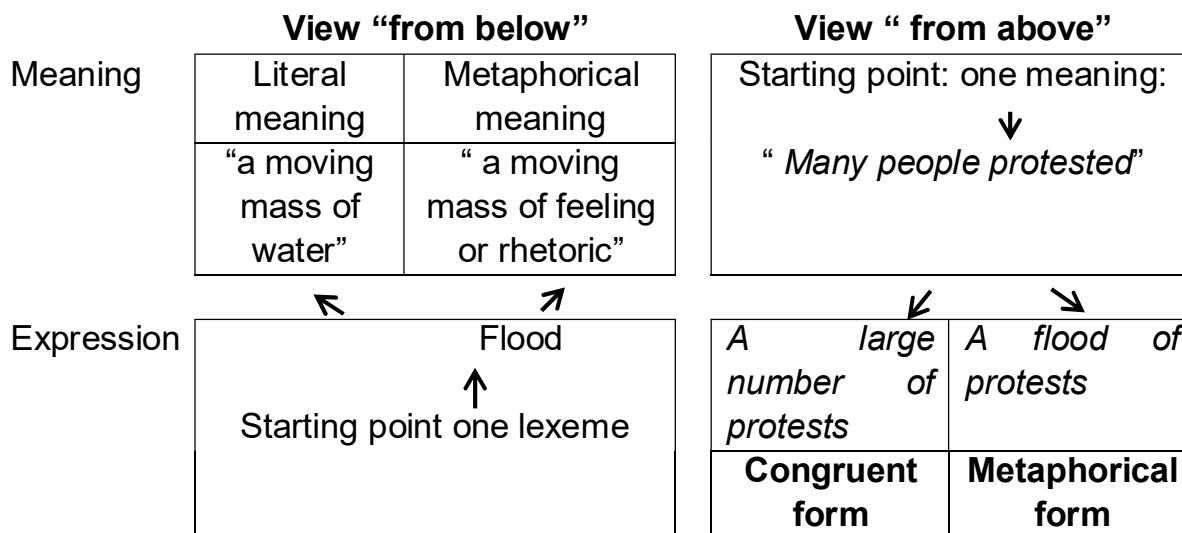 View “from below”
View “ from above”
Meaning
Literal
meaning
Metaphorical
meaning
“a moving
mass of
water”
“ a moving
mass of feeling
or rhetoric”
Starting point: one meaning:
“ Many people protested”
Expression
Flood
Starting point one lexeme
A large
number of
protests
A flood of
protests
Congruent
form
Metaphorical
form